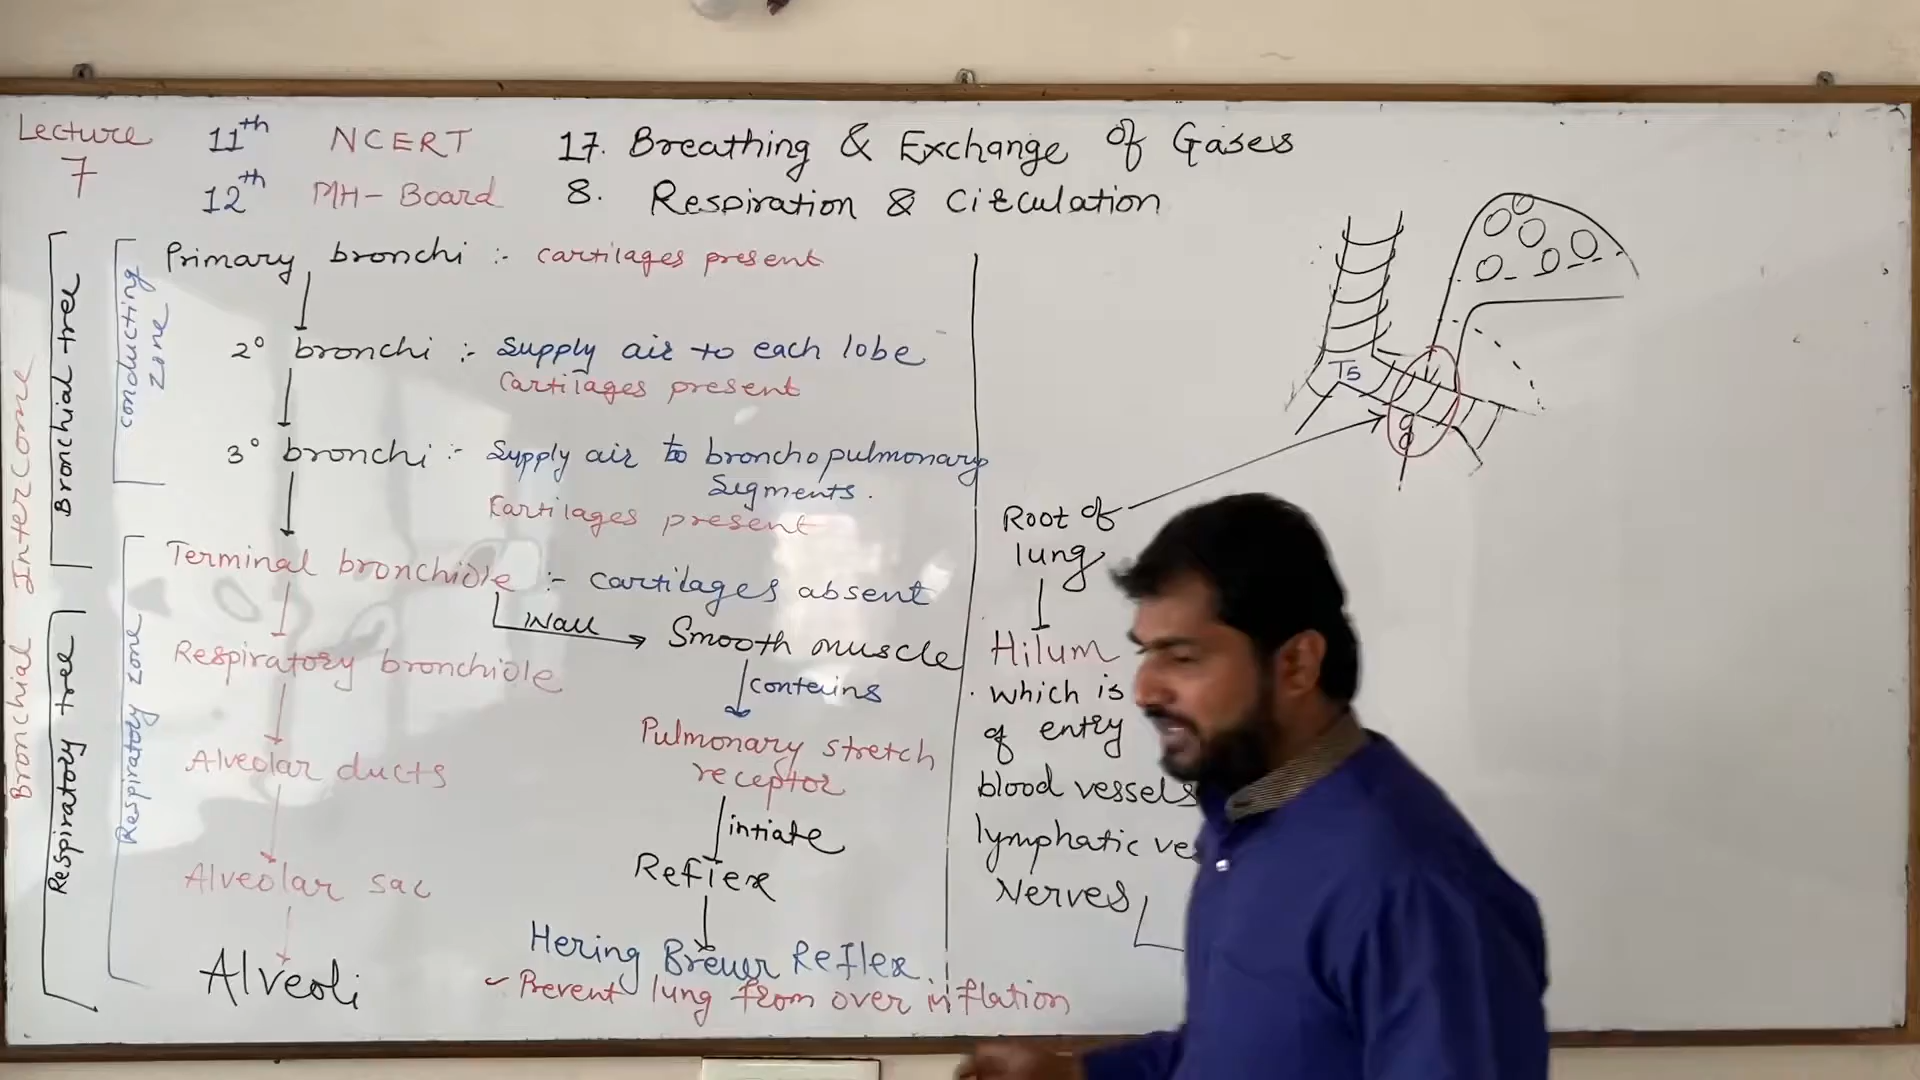 Lecture 7
11th NCERT 17. Breathing & Exchange of Gases
12th MH-Board 8. Respiration & Circulation
Bronchial InterCome
Bronchial tree
Respiratory tree
conducting zone
Respiratory zone
Primary bronchi :- cartilages present
2° bronchi :- Supply air to each lobe
Cartilages present
3° bronchi :- Supply air to bronchopulmonary
Segments.
Cartilages present
Terminal bronchiole :- cartilages absent
Wall
Smooth muscle
Respiratory bronchiole
contains
Pulmonary stretch
receptor
Alveolar ducts
intiate
Reflex
Alveolar sac
Hering Breuer Reflex
Alveoli
Prevent lung from over inflation
T5
Root of
lung
Hilum
which is
of entry
blood vessels
lymphatic
Nerves